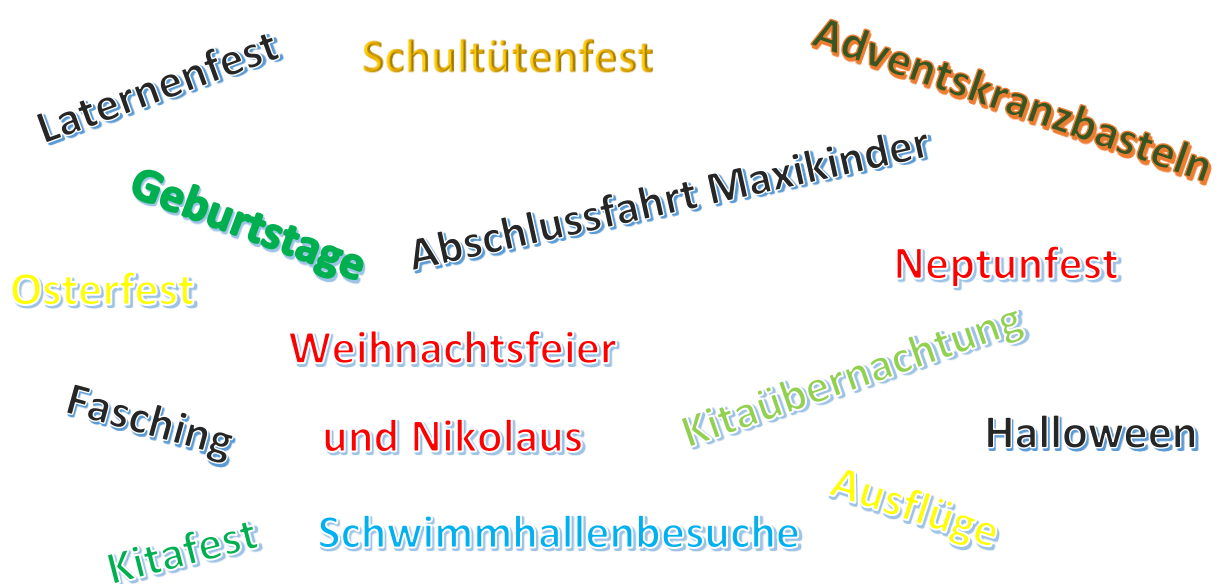 Laternenfest
Schultütenfest
Adventskranzbasteln
Geburtstage
Abschlussfahrt Maxikinder
Osterfest
Neptunfest
Weihnachtsfeier
und Nikolaus
Kitaübernachtung
Fasching
Halloween
Kitafest
Schwimmhallenbesuche
Ausflüge